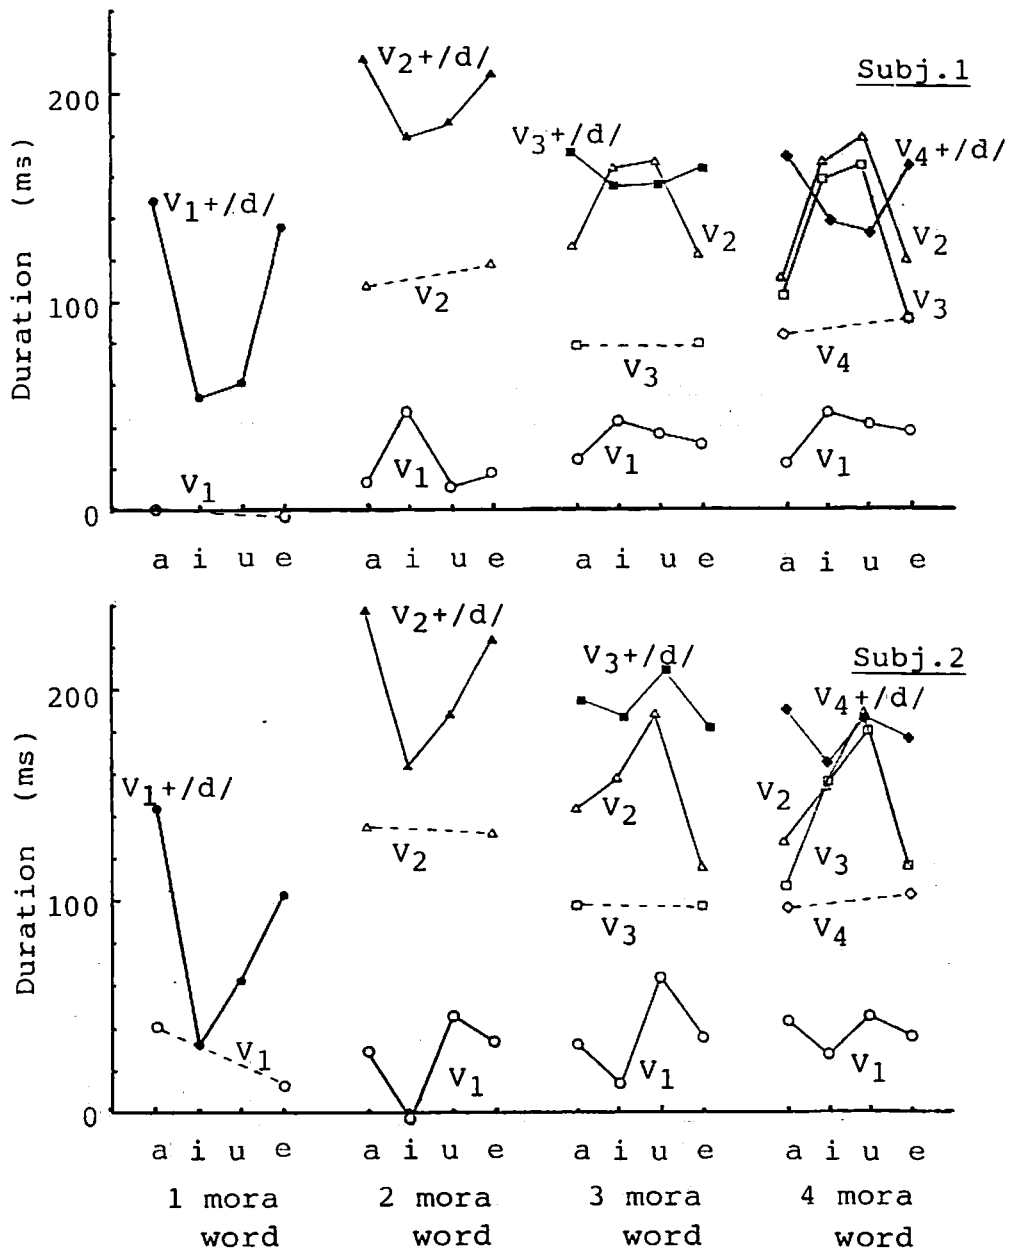 Subj.1
Duration (ms)
200
100
0
V1+/d/
V1
V2+/d/
V2
V1
V3+/d/
V2
V3
V1
V4+/d/
V2
V3
V4
V1
a i u e
a i u e
a i u e
a i u e
Subj.2
Duration (ms)
200
100
0
V1+/d/
V1
V2+/d/
V2
V1
V3+/d/
V2
V3
V1
V4+/d/
V2
V3
V4
V1
a i u e
a i u e
a i u e
a i u e
1 mora
word
2 mora
word
3 mora
word
4 mora
word